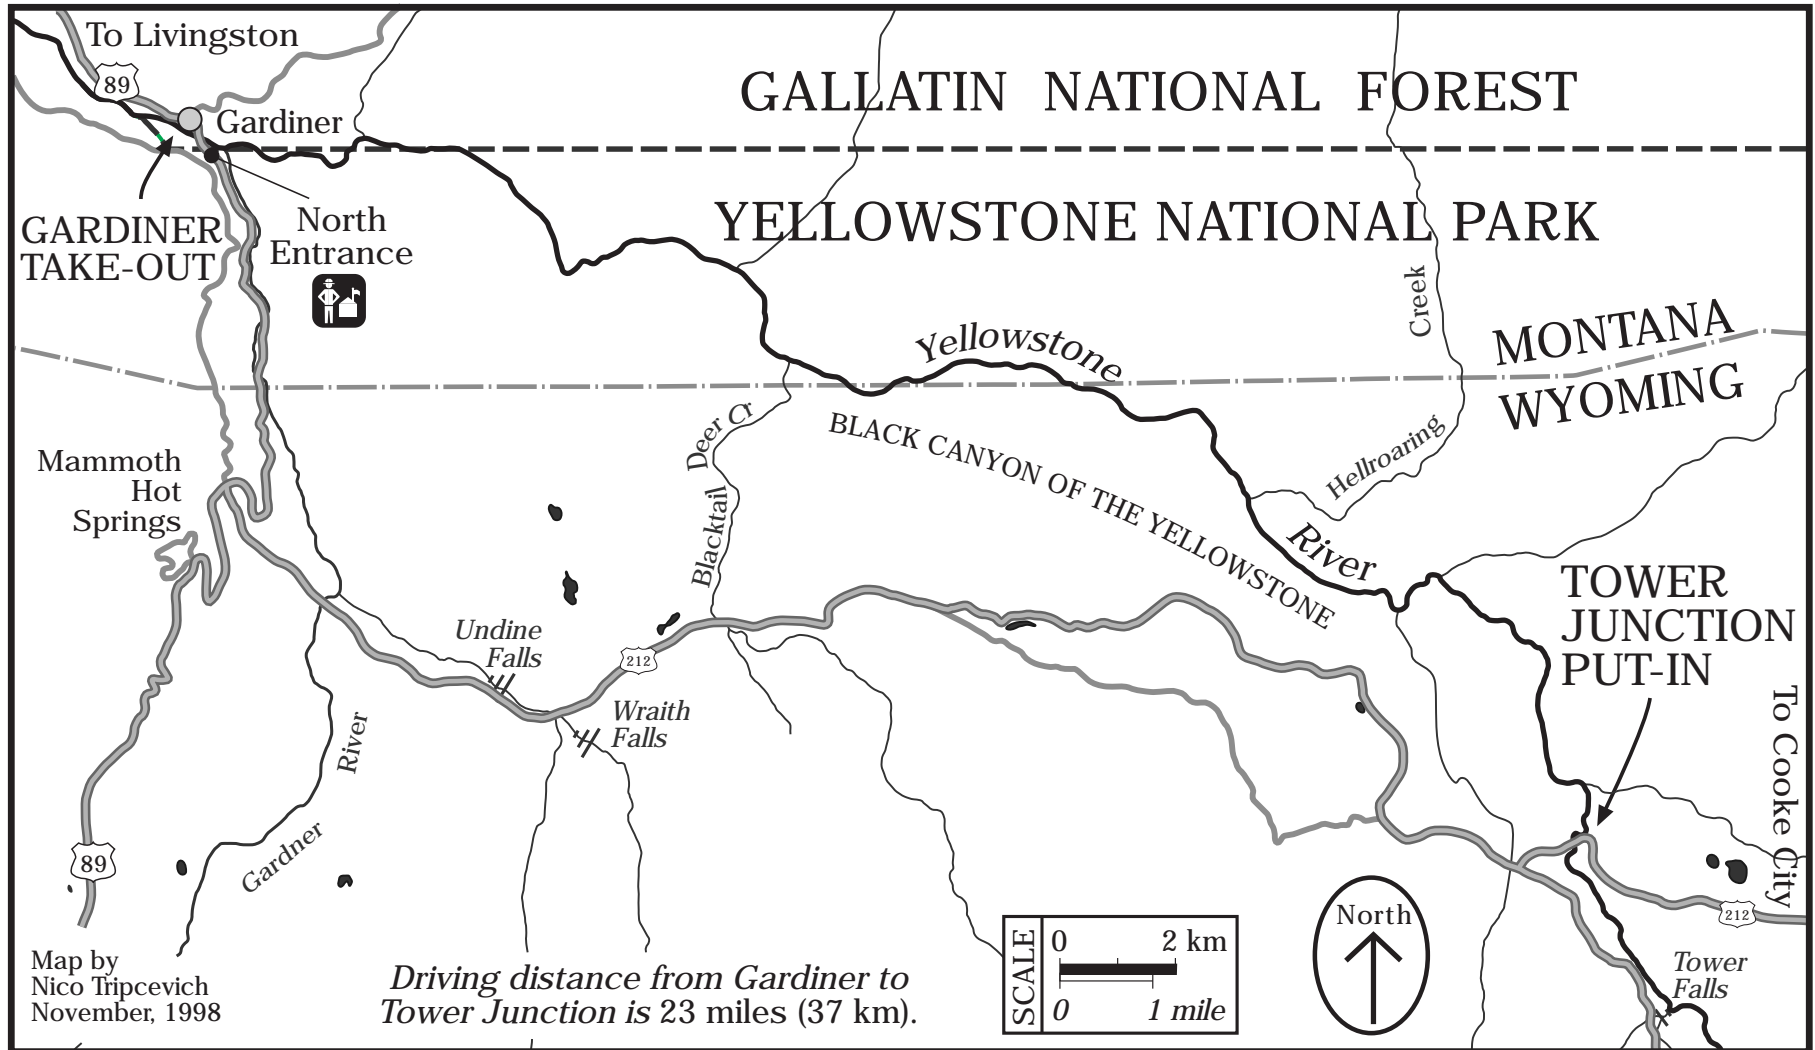 To Livingston
89
Gardiner
GALLATIN NATIONAL FOREST
GARDINER
TAKE-OUT
North
Entrance
YELLOWSTONE NATIONAL PARK
Creek
MONTANA
WYOMING
Yellowstone
River
Hellroaring
BLACK CANYON OF THE YELLOWSTONE
Blacktail Deer Cr
Mammoth
Hot
Springs
Undine
Falls
212
Wraith
Falls
TOWER
JUNCTION
PUT-IN
To Cooke City
River
Gardner
89
212
Tower
Falls
North
SCALE
0 2 km
0 1 mile
Map by
Nico Tripcevich
November, 1998
Driving distance from Gardiner to
Tower Junction is 23 miles (37 km).